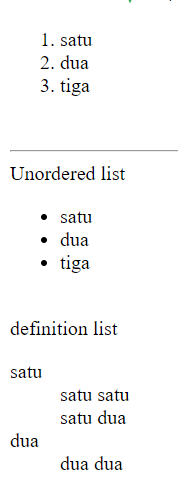 1. satu
2. dua
3. tiga
Unordered list
• satu
• dua
• tiga
definition list
satu
satu satu
satu dua
dua
dua dua